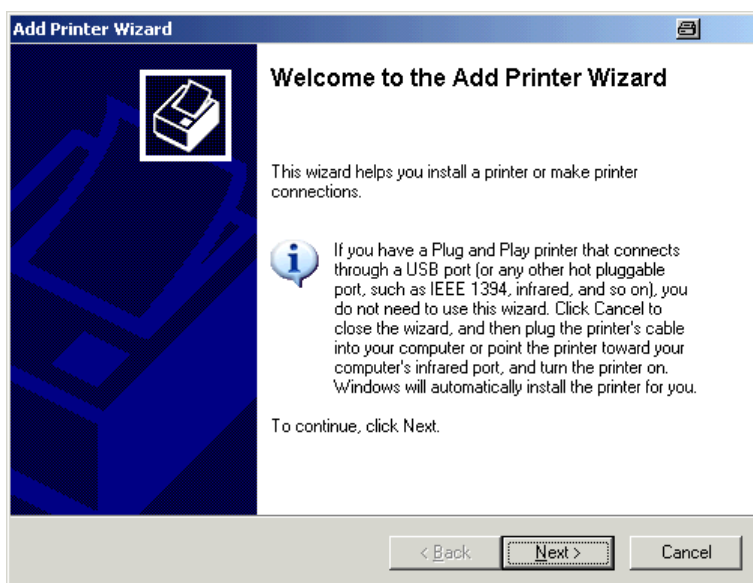 Add Printer Wizard
Welcome to the Add Printer Wizard
This wizard helps you install a printer or make printer
connections.
If you have a Plug and Play printer that connects
through a USB port (or any other hot pluggable
port, such as IEEE 1394, infrared, and so on), you
do not need to use this wizard. Click Cancel to
close the wizard, and then plug the printer's cable
into your computer or point the printer toward your
computer's infrared port, and turn the printer on.
Windows will automatically install the printer for you.
To continue, click Next.
< Back Next > Cancel